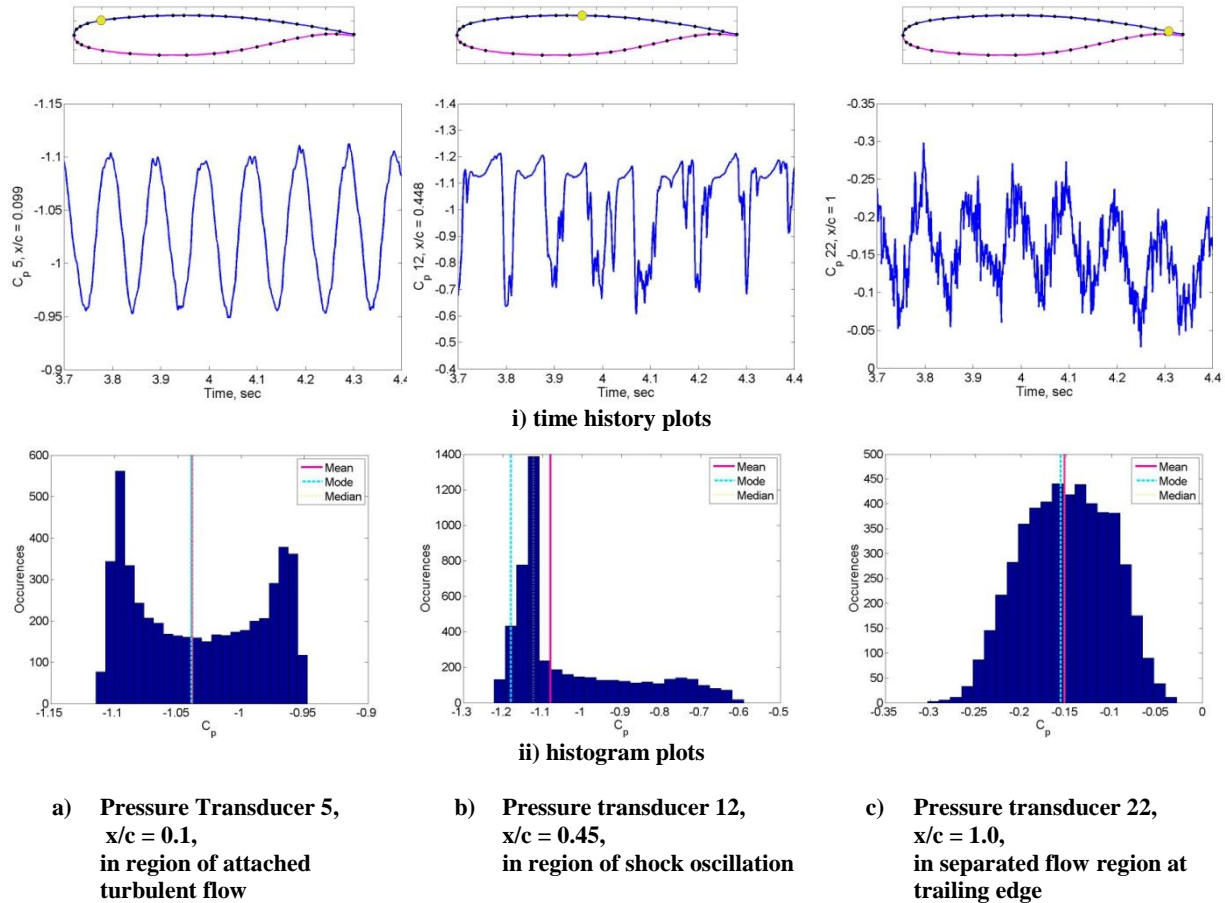 -1.15
-1.1
-1.05
-1
-0.95
-0.9
C_p 5, x/c = 0.099
3.7 3.8 3.9 4 4.1 4.2 4.3 4.4
Time, sec
-1.4
-1.3
-1.2
-1.1
-1
-0.9
-0.8
-0.7
-0.6
-0.5
-0.4
C_p 12, x/c = 0.448
3.7 3.8 3.9 4 4.1 4.2 4.3 4.4
Time, sec
-0.35
-0.3
-0.25
-0.2
-0.15
-0.1
-0.05
0
C_p 22, x/c = 1
3.7 3.8 3.9 4 4.1 4.2 4.3 4.4
Time, sec
i) time history plots
600
500
400
300
200
100
0
Occurences
Mean
Mode
Median
-1.15 -1.1 -1.05 -1 -0.95 -0.9
C_p
1400
1200
1000
800
600
400
200
0
Occurences
Mean
Mode
Median
-1.3 -1.2 -1.1 -1 -0.9 -0.8 -0.7 -0.6 -0.5
C_p
500
450
400
350
300
250
200
150
100
50
0
Occurences
Mean
Mode
Median
-0.35 -0.3 -0.25 -0.2 -0.15 -0.1 -0.05 0
C_p
ii) histogram plots
a) Pressure Transducer 5,
x/c = 0.1,
in region of attached
turbulent flow
b) Pressure transducer 12,
x/c = 0.45,
in region of shock oscillation
c) Pressure transducer 22,
x/c = 1.0,
in separated flow region at
trailing edge